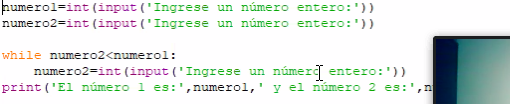 numero1=int(input('Ingrese un número entero:'))
numero2=int(input('Ingrese un número entero:'))
while numero2<numero1:
numero2=int(input('Ingrese un número entero:'))
print('El número 1 es:',numero1,' y el número 2 es:',n